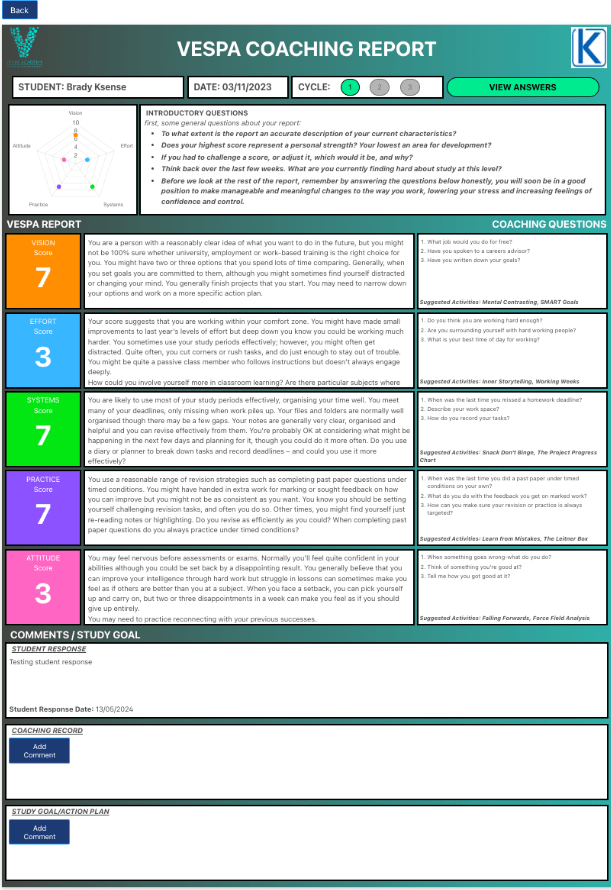 Back
VESPA COACHING REPORT
STUDENT: Brady Ksense
DATE: 03/11/2023
CYCLE: 1 2 3
VIEW ANSWERS
Vision
10
8
6
4
2
Attitude
Effort
Practice
Systems
INTRODUCTORY QUESTIONS
first, some general questions about your report:
• To what extent is the report an accurate description of your current characteristics?
• Does your highest score represent a personal strength? Your lowest an area for development?
• If you had to challenge a score, or adjust it, which would it be, and why?
• Think back over the last few weeks. What are you currently finding hard about study at this level?
• Before we look at the rest of the report, remember by answering the questions below honestly, you will soon be in a good
position to make manageable and meaningful changes to the way you work, lowering your stress and increasing feelings of
confidence and control.
VESPA REPORT
COACHING QUESTIONS
VISION
Score
7
You are a person with a reasonably clear idea of what you want to do in the future, but you might
not be 100% sure whether university, employment or work-based training is the right choice for
you. You might have two or three options that you spend lots of time comparing. Generally, when
you set goals you are committed to them, although you might sometimes find yourself distracted
or changing your mind. You generally finish projects that you start. You may need to narrow down
your options and work on a more specific action plan.
1. What job would you do for free?
2. Have you spoken to a careers advisor?
3. Have you written down your goals?
Suggested Activities: Mental Contrasting, SMART Goals
EFFORT
Score
3
Your score suggests that you are working within your comfort zone. You might have made small
improvements to last year's levels of effort but deep down you know you could be working much
harder. You sometimes use your study periods effectively; however, you might often get
distracted. Quite often, you cut corners or rush tasks, and do just enough to stay out of trouble.
You might be quite a passive class member who follows instructions but doesn't always engage
deeply.
How could you involve yourself more in classroom learning? Are there particular subjects where
1. Do you think you are working hard enough?
2. Are you surrounding yourself with hard working people?
3. What is your best time of day for working?
Suggested Activities: Inner Storytelling, Working Weeks
SYSTEMS
Score
7
You are likely to use most of your study periods effectively, organising your time well. You meet
many of your deadlines, only missing when work piles up. Your files and folders are normally well
organised though there may be a few gaps. Your notes are generally very clear, organised and
helpful and you can revise effectively from them. You're probably OK at considering what might be
happening in the next few days and planning for it, though you could do it more often. Do you use
a diary or planner to break down tasks and record deadlines – and could you use it more
effectively?
1. When was the last time you missed a homework deadline?
2. Describe your work space?
3. How do you record your tasks?
Suggested Activities: Snack Don't Binge, The Project Progress
Chart
PRACTICE
Score
7
You use a reasonable range of revision strategies such as completing past paper questions under
timed conditions. You might have handed in extra work for marking or sought feedback on how
you can improve but you might not be as consistent as you want. You know you should be setting
yourself challenging revision tasks, and often you do so. Other times, you might find yourself just
re-reading notes or highlighting. Do you revise as efficiently as you could? When completing past
paper questions do you always practice under timed conditions?
1. When was the last time you did a past paper under timed
conditions on your own?
2. What do you do with the feedback you get on marked work?
3. How can you make sure your revision or practice is always
targeted?
Suggested Activities: Learn from Mistakes, The Leitner Box
ATTITUDE
Score
3
You may feel nervous before assessments or exams. Normally you'll feel quite confident in your
abilities although you could be set back by a disappointing result. You generally believe that you
can improve your intelligence through hard work but struggle in lessons can sometimes make you
feel as if others are better than you at a subject. When you face a setback, you can pick yourself
up and carry on, but two or three disappointments in a week can make you feel as if you should
give up entirely.
You may need to practice reconnecting with your previous successes.
1. When something goes wrong-what do you do?
2. Think of something you're good at?
3. Tell me how you got good at it?
Suggested Activities: Failing Forwards, Force Field Analysis
COMMENTS / STUDY GOAL
STUDENT RESPONSE
Testing student response
Student Response Date: 13/05/2024
COACHING RECORD
Add
Comment
STUDY GOAL/ACTION PLAN
Add
Comment